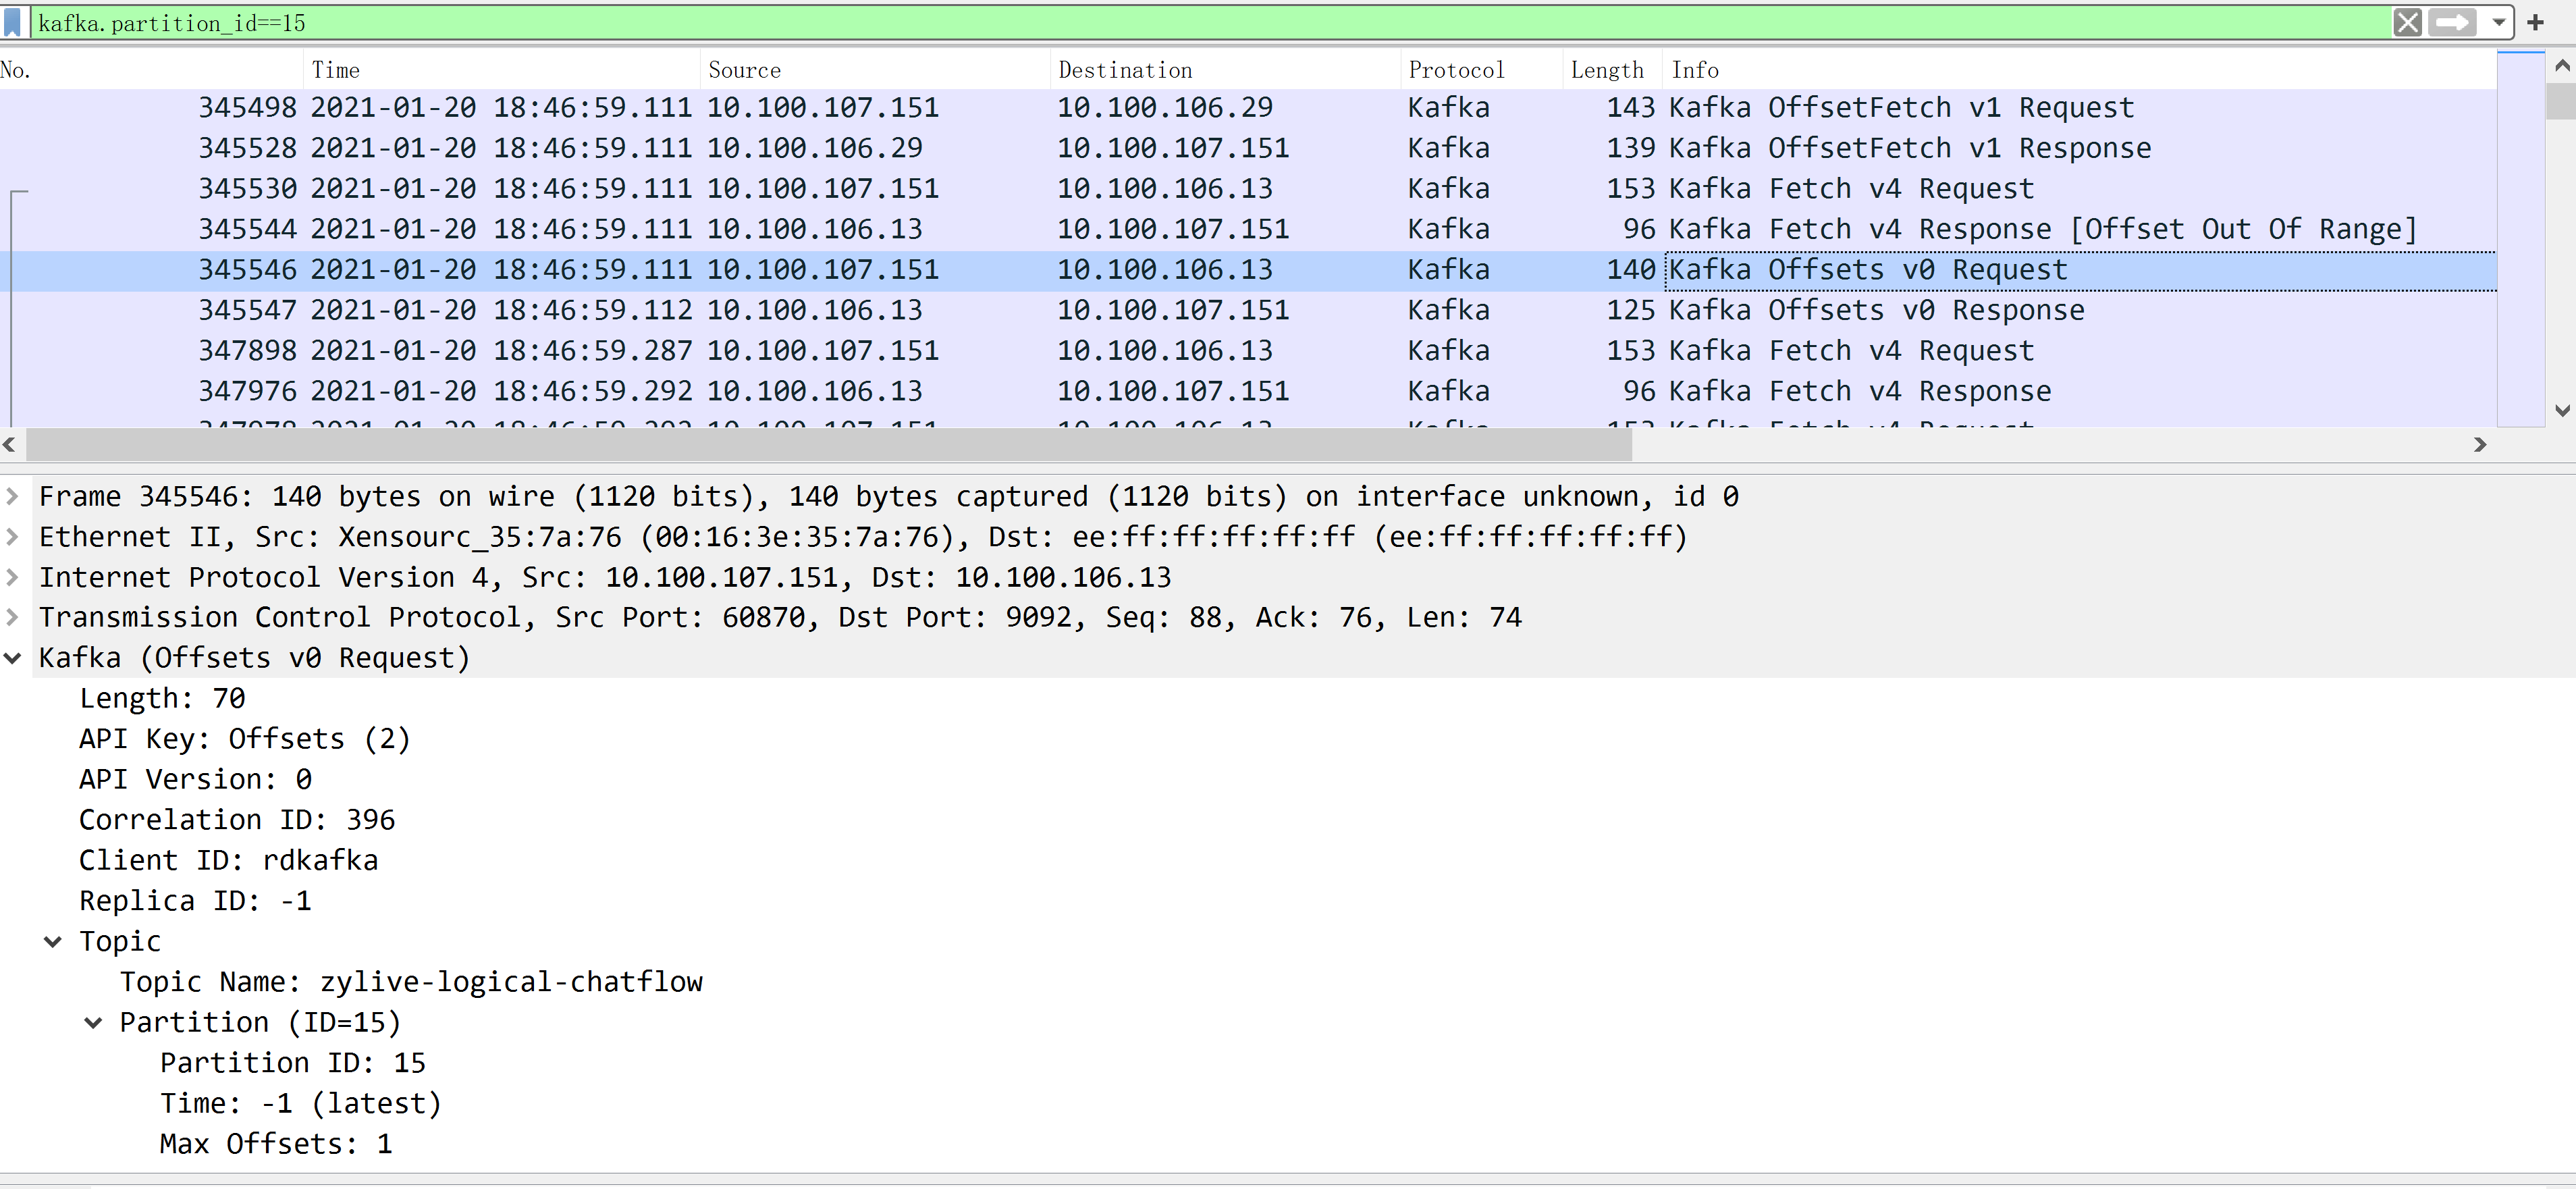 kafka.partition_id==15
No. Time Source Destination Protocol Length Info
345498 2021-01-20 18:46:59.111 10.100.107.151 10.100.106.29 Kafka 143 Kafka OffsetFetch v1 Request
345528 2021-01-20 18:46:59.111 10.100.106.29 10.100.107.151 Kafka 139 Kafka OffsetFetch v1 Response
345530 2021-01-20 18:46:59.111 10.100.107.151 10.100.106.13 Kafka 153 Kafka Fetch v4 Request
345544 2021-01-20 18:46:59.111 10.100.106.13 10.100.107.151 Kafka 96 Kafka Fetch v4 Response [Offset Out Of Range]
345546 2021-01-20 18:46:59.111 10.100.107.151 10.100.106.13 Kafka 140 Kafka Offsets v0 Request
345547 2021-01-20 18:46:59.112 10.100.106.13 10.100.107.151 Kafka 125 Kafka Offsets v0 Response
347898 2021-01-20 18:46:59.287 10.100.107.151 10.100.106.13 Kafka 153 Kafka Fetch v4 Request
347976 2021-01-20 18:46:59.292 10.100.106.13 10.100.107.151 Kafka 96 Kafka Fetch v4 Response
Frame 345546: 140 bytes on wire (1120 bits), 140 bytes captured (1120 bits) on interface unknown, id 0
Ethernet II, Src: Xensourc_35:7a:76 (00:16:3e:35:7a:76), Dst: ee:ff:ff:ff:ff:ff (ee:ff:ff:ff:ff:ff)
Internet Protocol Version 4, Src: 10.100.107.151, Dst: 10.100.106.13
Transmission Control Protocol, Src Port: 60870, Dst Port: 9092, Seq: 88, Ack: 76, Len: 74
Kafka (Offsets v0 Request)
Length: 70
API Key: Offsets (2)
API Version: 0
Correlation ID: 396
Client ID: rdkafka
Replica ID: -1
Topic
Topic Name: zylive-logical-chatflow
Partition (ID=15)
Partition ID: 15
Time: -1 (latest)
Max Offsets: 1